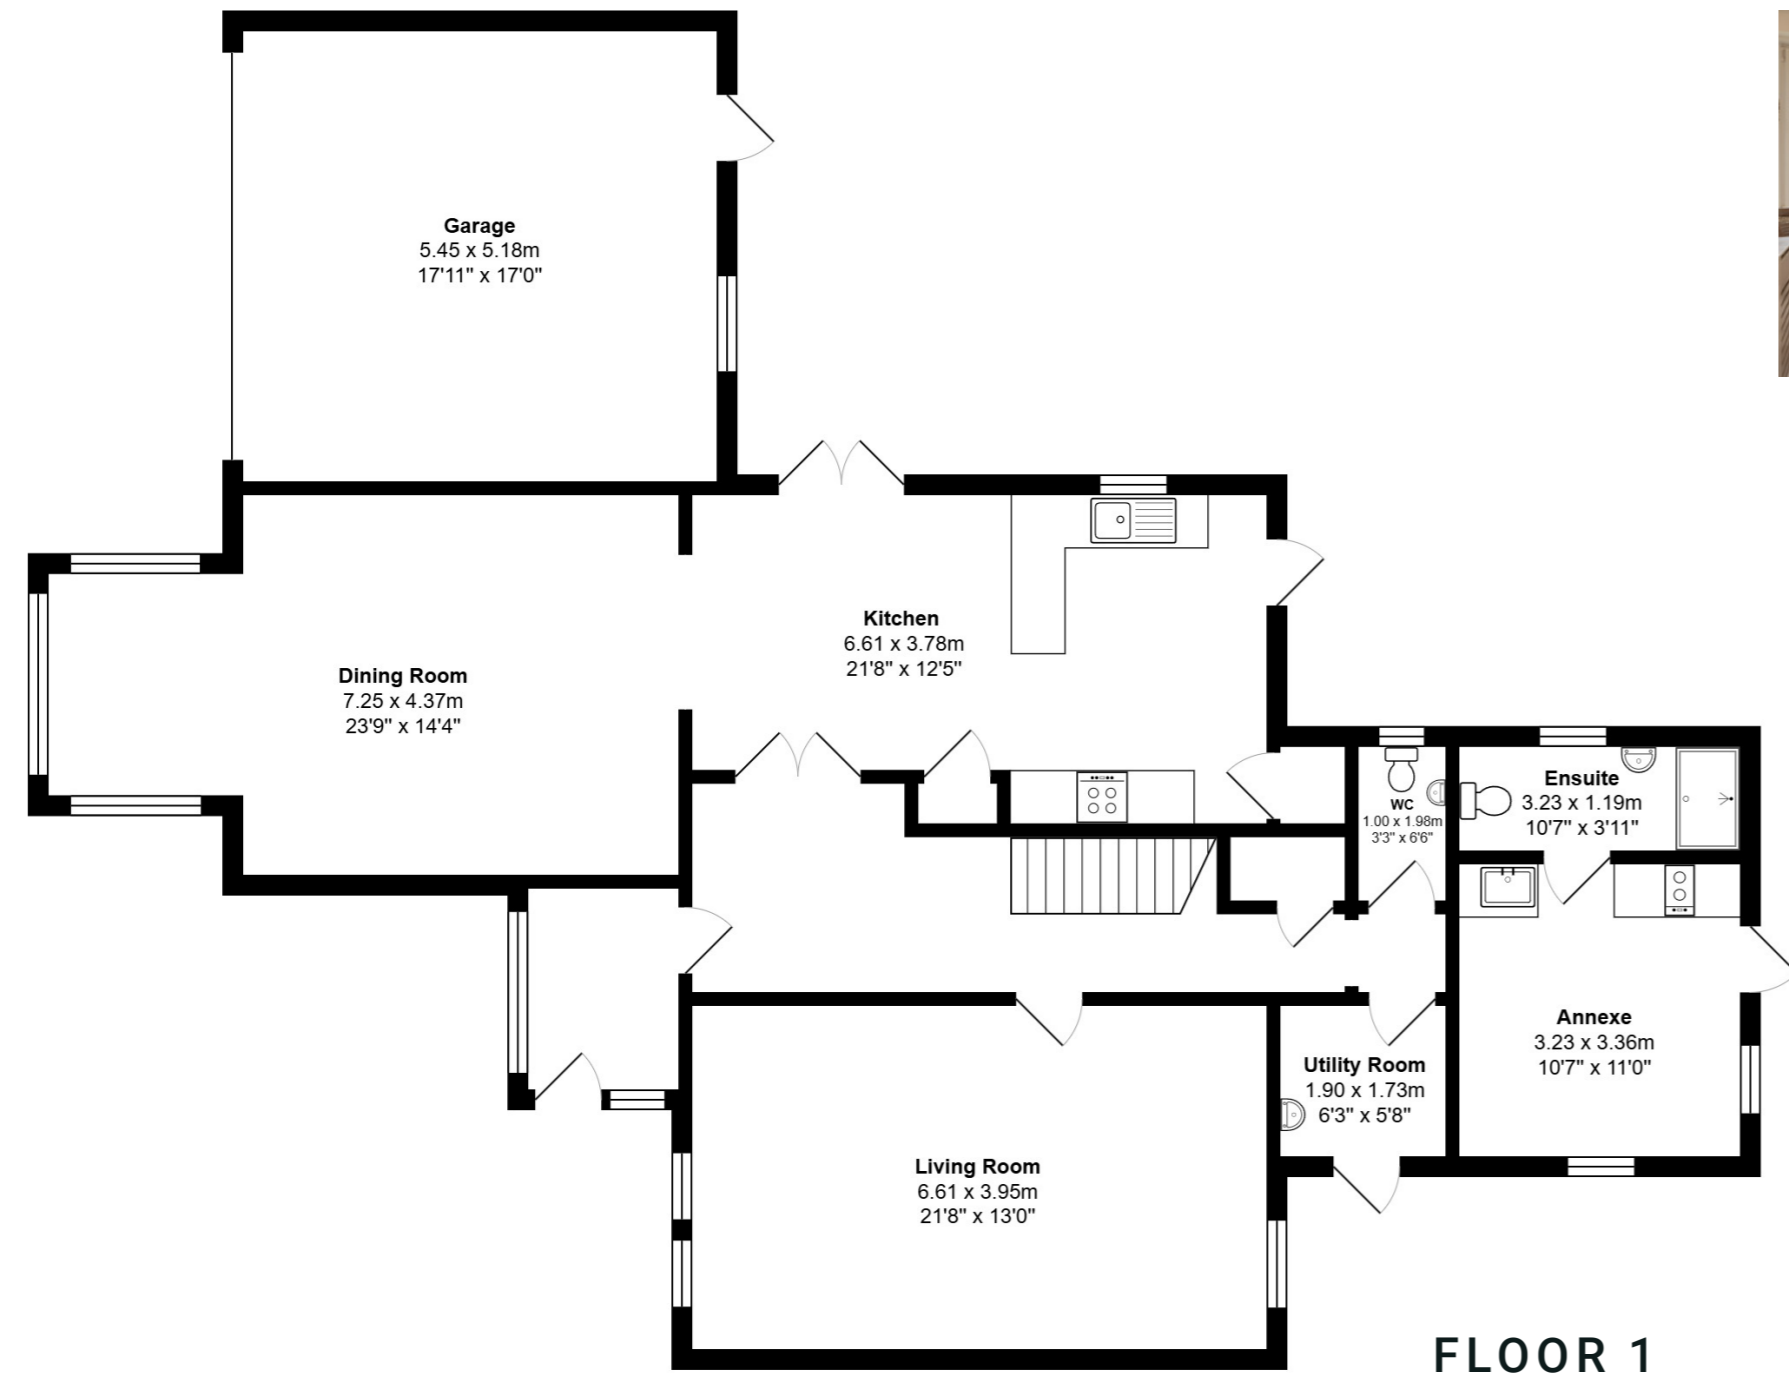 Garage
5.45 x 5.18m
17'11" x 17'0"
Kitchen
6.61 x 3.78m
21'8" x 12'5"
Dining Room
7.25 x 4.37m
23'9" x 14'4"
Ensuite
3.23 x 1.19m
10'7" x 3'11"
WC
1.00 x 1.98m
3'3" x 6'6"
Annexe
3.23 x 3.36m
10'7" x 11'0"
Utility Room
1.90 x 1.73m
6'3" x 5'8"
Living Room
6.61 x 3.95m
21'8" x 13'0"
FLOOR 1